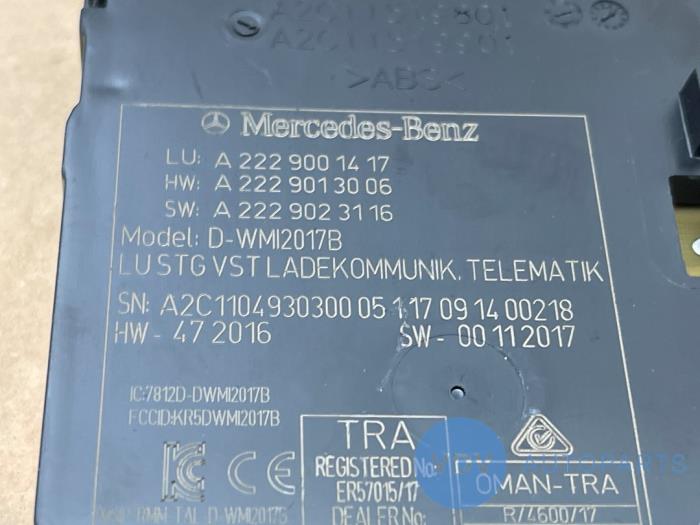 >ABS<
Mercedes-Benz
LU: A 222 900 14 17
HW: A 222 901 30 06
SW: A 222 902 31 16
Model: D-WMI2017B
LU STG VST LADEKOMMUNIK. TELEMATIK
SN: A2C1104930300 05 1 17 09 14 00218
HW - 47 2016 SW - 00 11 2017
IC:7812D-DWMI2017B
FCCID:KR5DWMI2017B
TRA
REGISTERED No:
ER57015/17
DEALER No:
CE
OMAN-TRA
R/4600/17
AUTOPARTS